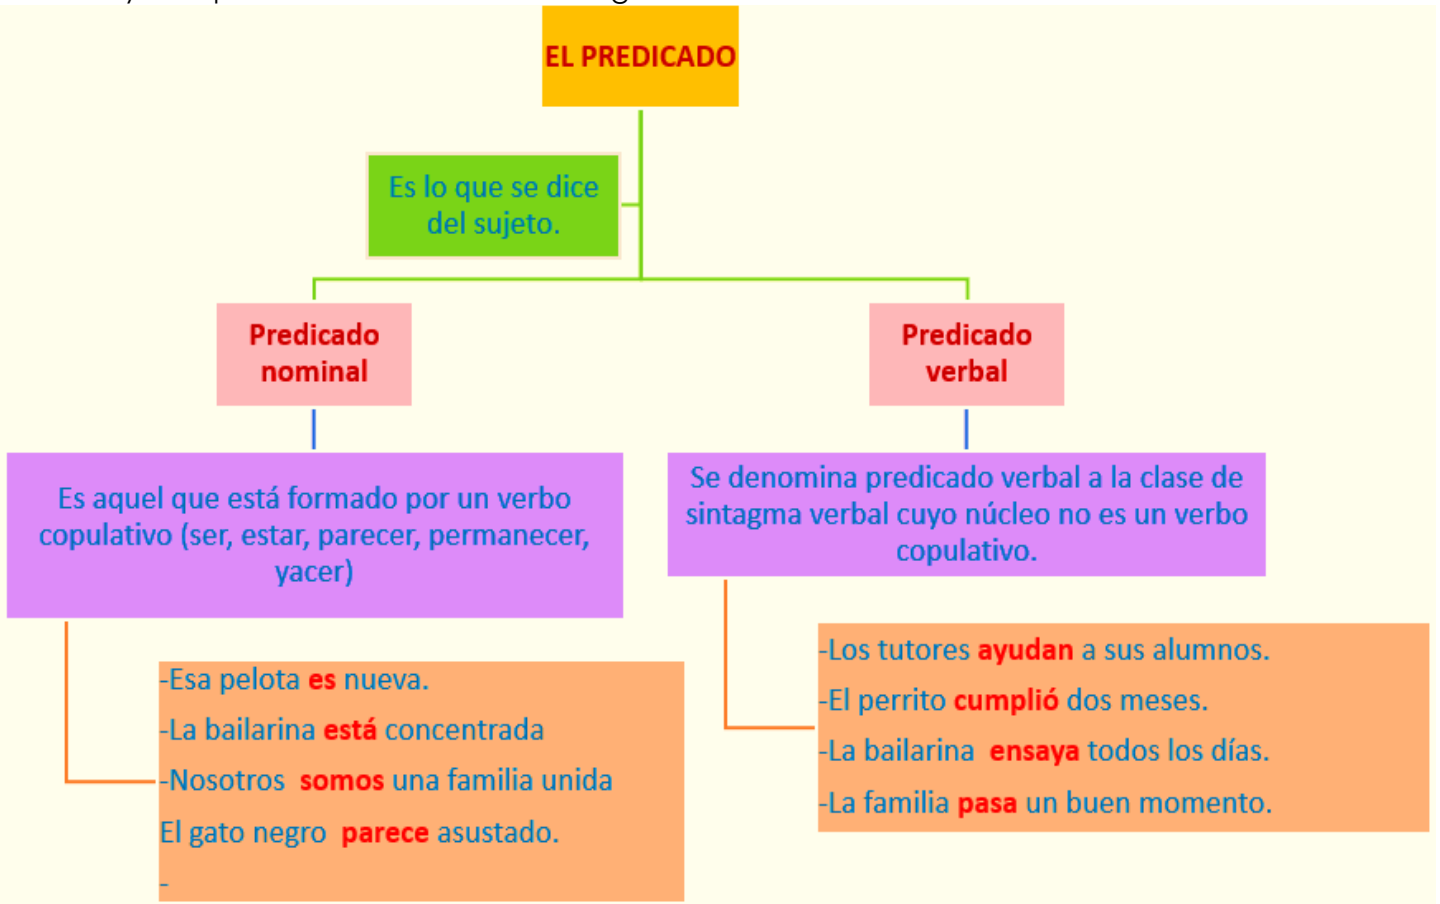 EL PREDICADO
Es lo que se dice
del sujeto.
Predicado
nominal
Es aquel que está formado por un verbo
copulativo (ser, estar, parecer, permanecer,
yacer)
-Esa pelota es nueva.
-La bailarina está concentrada
-Nosotros somos una familia unida
El gato negro parece asustado.
-
Predicado
verbal
Se denomina predicado verbal a la clase de
sintagma verbal cuyo núcleo no es un verbo
copulativo.
-Los tutores ayudan a sus alumnos.
-El perrito cumplió dos meses.
-La bailarina ensaya todos los días.
-La familia pasa un buen momento.